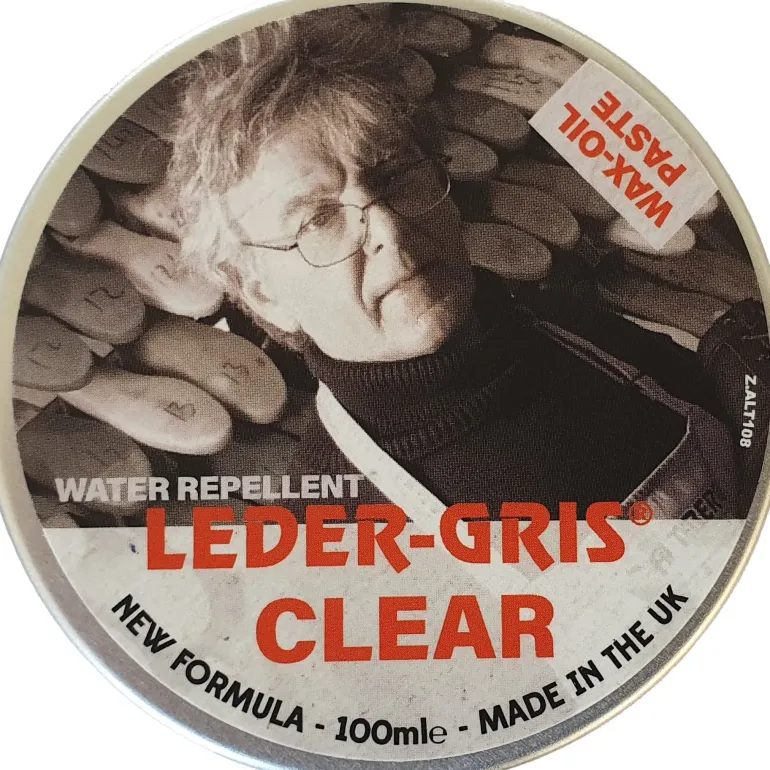 WAX-OIL
PASTE
Z.ALT108
WATER REPELLENT
LEDER-GRIS®
CLEAR
NEW FORMULA - 100mle - MADE IN THE UK